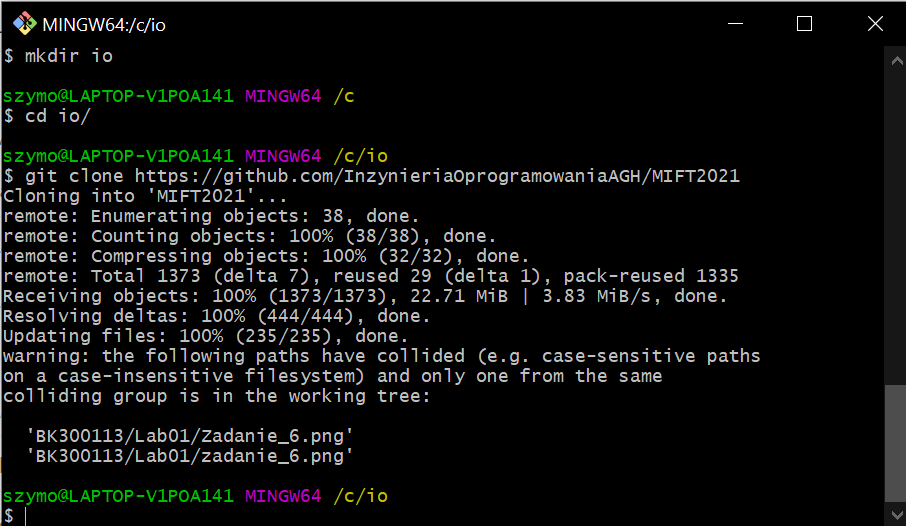 MINGW64:/c/io
$ mkdir io
szymo@LAPTOP-V1POA141 MINGW64 /c
$ cd io/
szymo@LAPTOP-V1POA141 MINGW64 /c/io
$ git clone https://github.com/InzynieriaOprogramowaniaAGH/MIFT2021
Cloning into 'MIFT2021'...
remote: Enumerating objects: 38, done.
remote: Counting objects: 100% (38/38), done.
remote: Compressing objects: 100% (32/32), done.
remote: Total 1373 (delta 7), reused 29 (delta 1), pack-reused 1335
Receiving objects: 100% (1373/1373), 22.71 MiB | 3.83 MiB/s, done.
Resolving deltas: 100% (444/444), done.
Updating files: 100% (235/235), done.
warning: the following paths have collided (e.g. case-sensitive paths
on a case-insensitive filesystem) and only one from the same
colliding group is in the working tree:
'BK300113/Lab01/Zadanie_6.png'
'BK300113/Lab01/zadanie_6.png'
szymo@LAPTOP-V1POA141 MINGW64 /c/io
$